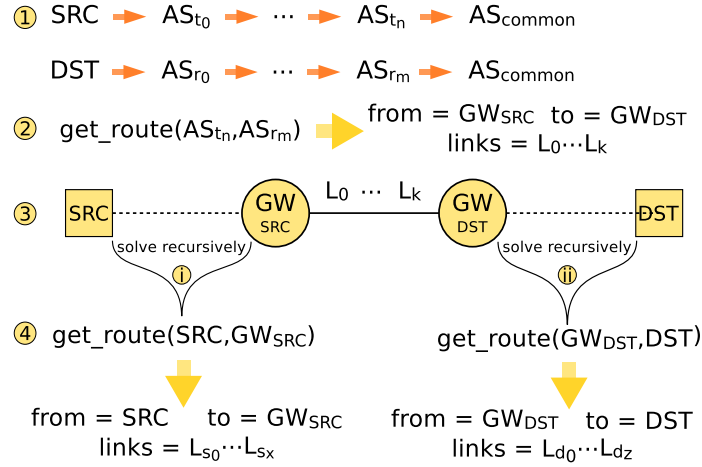 1 SRC AS_t0 ... AS_tn AS_common
DST AS_r0 ... AS_rm AS_common
2 get_route(AS_tn,AS_rm) from = GW_SRC to = GW_DST
links = L_0...L_k
3 SRC GW SRC L_0 ... L_k GW DST DST
solve recursively solve recursively
i ii
4 get_route(SRC,GW_SRC) get_route(GW_DST,DST)
from = SRC to = GW_SRC from = GW_DST to = DST
links = L_s0...L_sx links = L_d0...L_dz